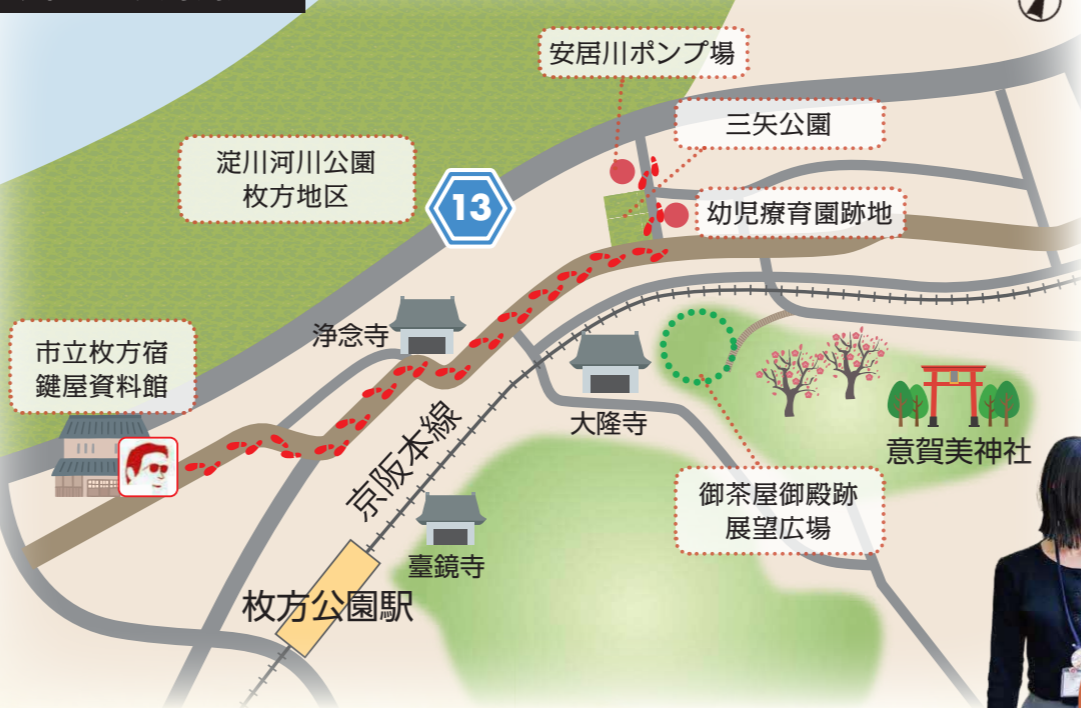 安居川ポンプ場
三矢公園
淀川河川公園
枚方地区
13
幼児療育園跡地
浄念寺
市立枚方宿
鍵屋資料館
大隆寺
京阪本線
意賀美神社
御茶屋御殿跡
展望広場
臺鏡寺
枚方公園駅